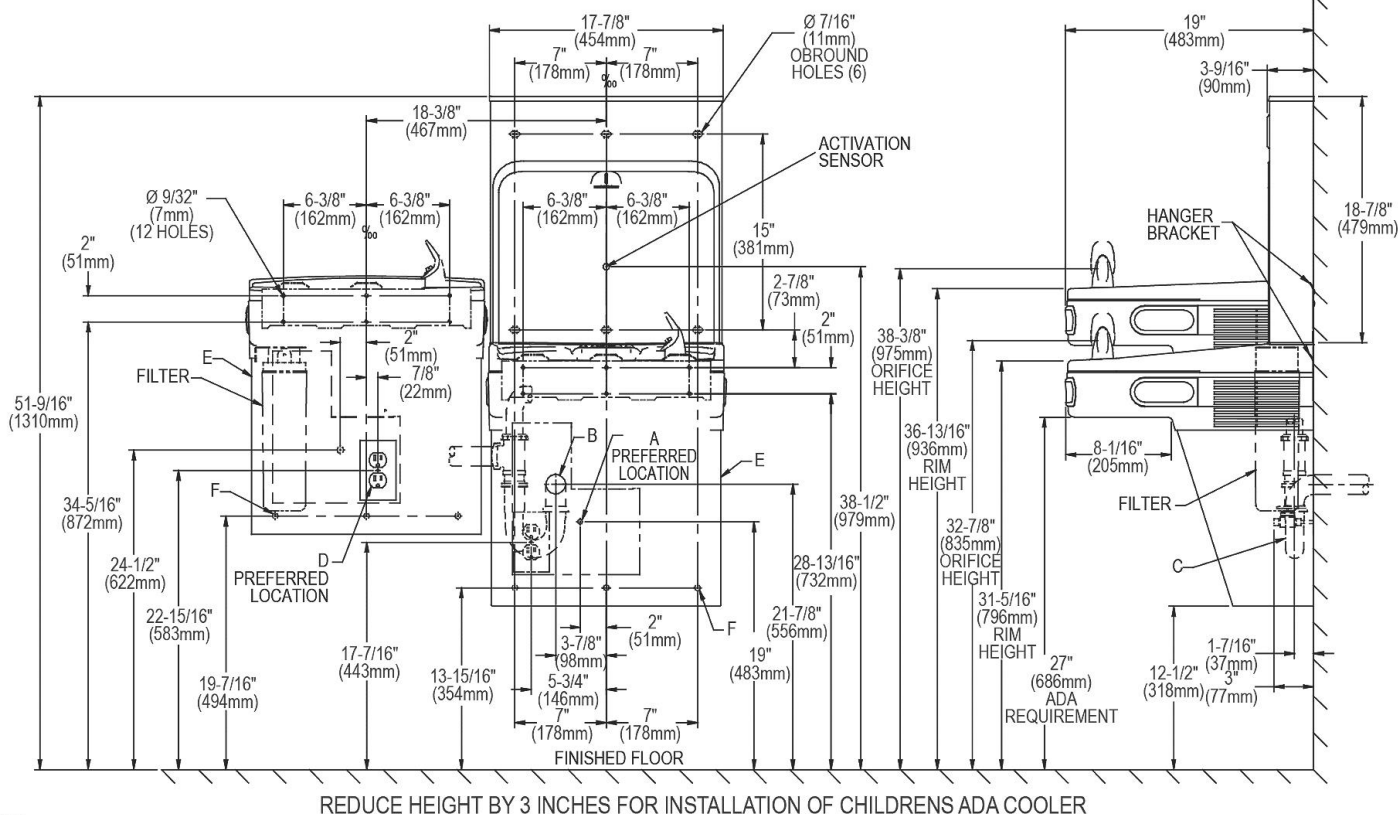 17-7/8"
(454mm)
7"
(178mm)
7"
(178mm)
Ø 7/16"
(11mm)
OBROUND
HOLES (6)
19"
(483mm)
3-9/16"
(90mm)
‰
18-3/8"
(467mm)
ACTIVATION
SENSOR
Ø 9/32"
(7mm)
(12 HOLES)
6-3/8"
(162mm)
6-3/8"
(162mm)
‰
6-3/8"
(162mm)
6-3/8"
(162mm)
15"
(381mm)
HANGER
BRACKET
18-7/8"
(479mm)
2"
(51mm)
2-7/8"
(73mm)
2"
(51mm)
2"
(51mm)
7/8"
(22mm)
E
FILTER
38-3/8"
(975mm)
ORIFICE
HEIGHT
51-9/16"
(1310mm)
36-13/16"
(936mm)
RIM
HEIGHT
B
A
PREFERRED
LOCATION
E
8-1/16"
(205mm)
34-5/16"
(872mm)
F
38-1/2"
(979mm)
FILTER
32-7/8"
(835mm)
ORIFICE
HEIGHT
24-1/2"
(622mm)
D
PREFERRED
LOCATION
28-13/16"
(732mm)
C
31-5/16"
(796mm)
RIM
HEIGHT
22-15/16"
(583mm)
21-7/8"
(556mm)
F
2"
(51mm)
3-7/8"
(98mm)
19"
(483mm)
17-7/16"
(443mm)
13-15/16"
(354mm)
5-3/4"
(146mm)
19-7/16"
(494mm)
27"
(686mm)
ADA
REQUIREMENT
12-1/2"
(318mm)
1-7/16"
(37mm)
3"
(77mm)
7"
(178mm)
7"
(178mm)
FINISHED FLOOR
REDUCE HEIGHT BY 3 INCHES FOR INSTALLATION OF CHILDRENS ADA COOLER